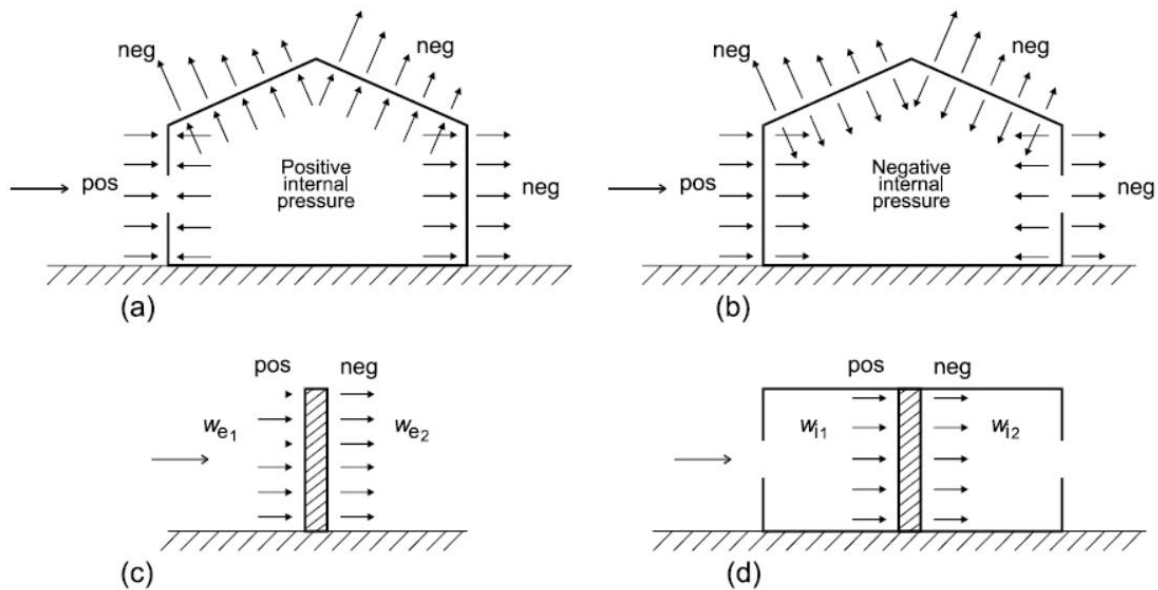 neg
neg
pos
Positive
internal
pressure
neg
(a)
neg
neg
pos
Negative
internal
pressure
neg
(b)
pos
neg
we1
we2
(c)
pos
neg
wi1
wi2
(d)